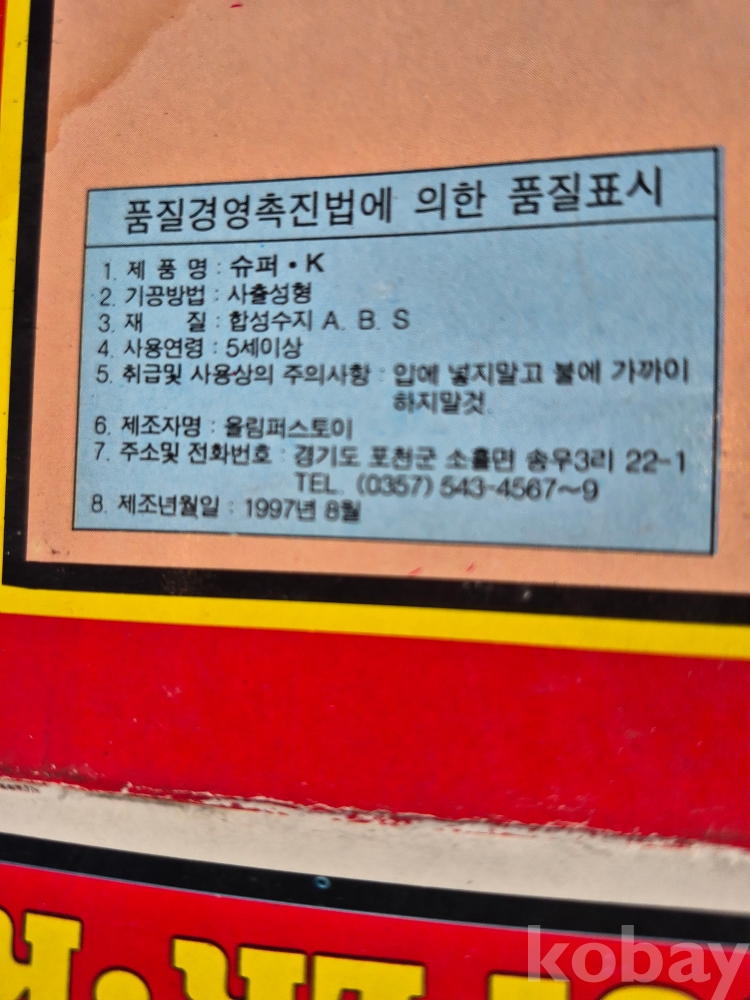 품질경영촉진법에 의한 품질표시
1. 제 품 명 : 슈퍼・K
2. 기공방법 : 사출성형
3. 재 질 : 합성수지 A. B. S
4. 사용연령 : 5세이상
5. 취급및 사용상의 주의사항 : 입에 넣지말고 불에 가까이
하지말것.
6. 제조자명 : 올림퍼스토이
7. 주소및 전화번호 : 경기도 포천군 소흘면 송우3리 22-1
TEL. (0357) 543-4567~9
8. 제조년월일 : 1997년 8월
kobay